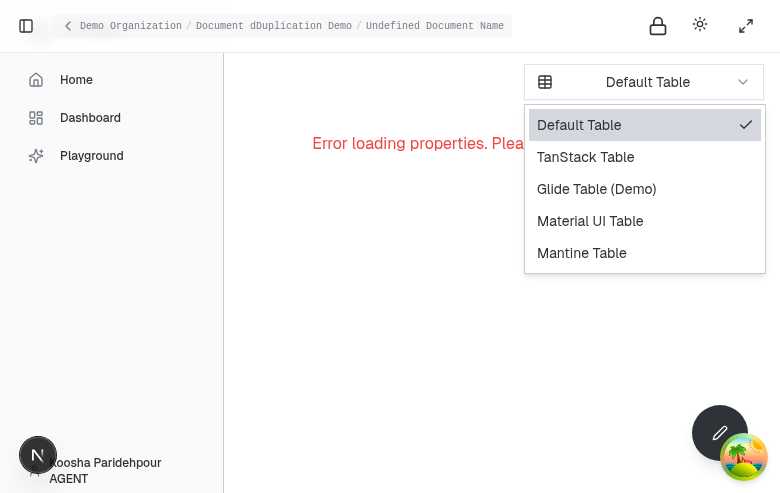 Demo Organization / Document dDuplication Demo / Undefined Document Name
Default Table
Home
Dashboard
Playground
Error loading properties.
Default Table
TanStack Table
Glide Table (Demo)
Material UI Table
Mantine Table
N
Koosha Paridehpour
AGENT